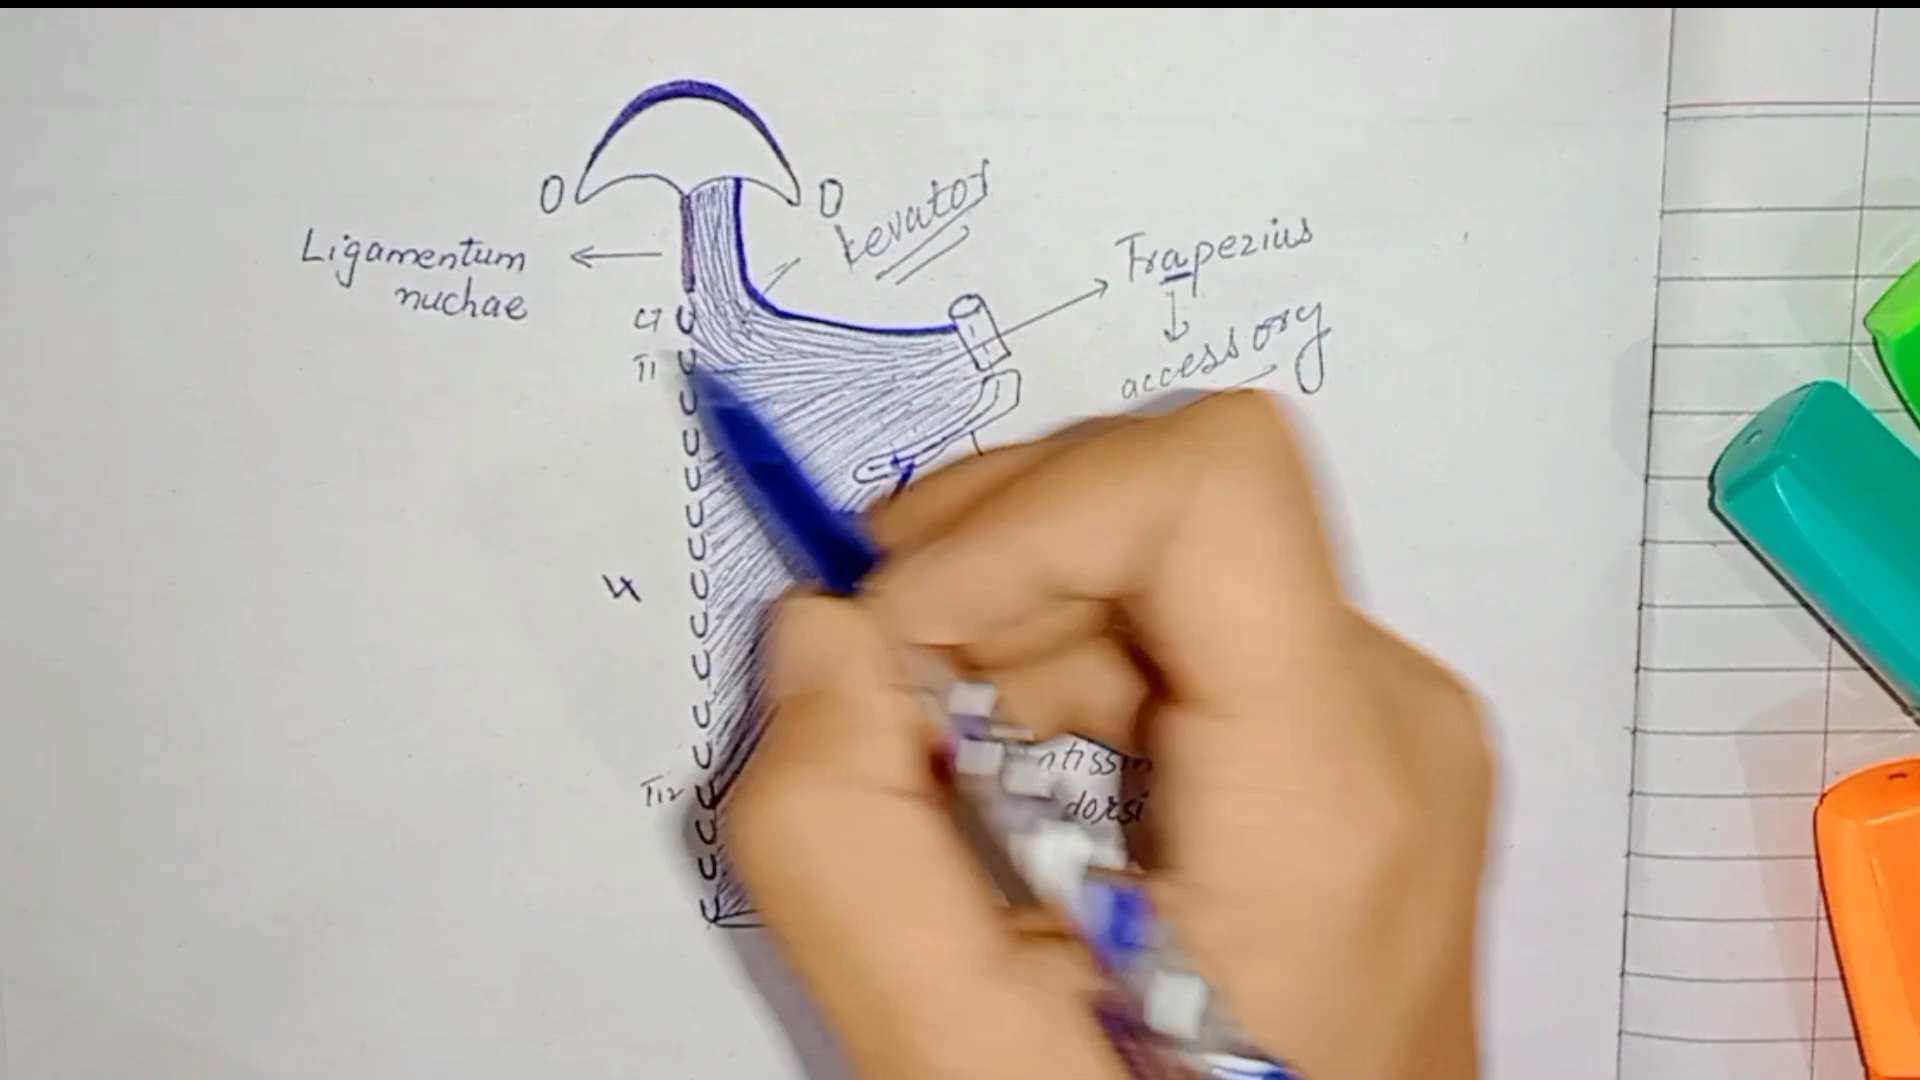 Levator
Trapezius
Ligamentum
nuchae
C7
accessory
T1
T12
dorsi